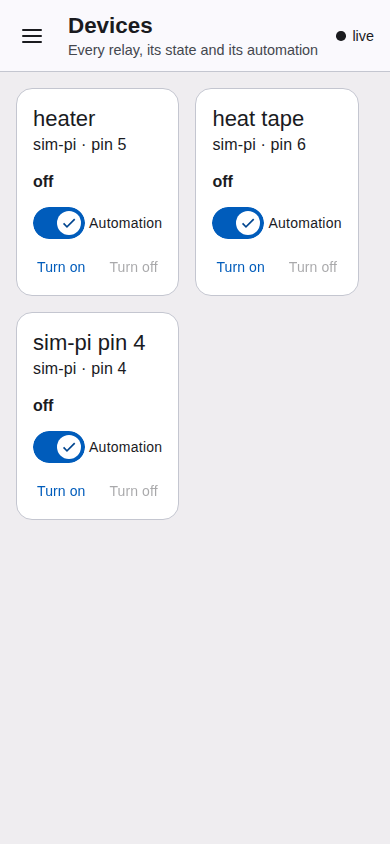 Devices
Every relay, its state and its automation
live
heater
sim-pi · pin 5
off
Automation
Turn on
Turn off
heat tape
sim-pi · pin 6
off
Automation
Turn on
Turn off
sim-pi pin 4
sim-pi · pin 4
off
Automation
Turn on
Turn off